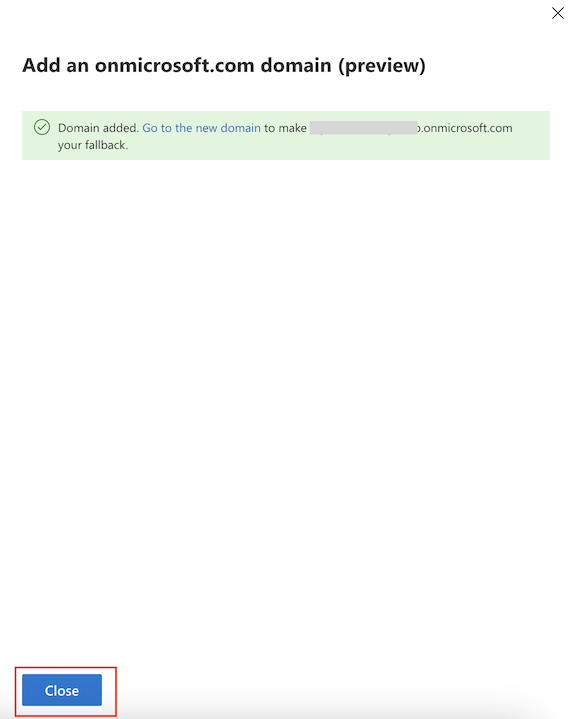 Add an onmicrosoft.com domain (preview)
Domain added. Go to the new domain to make .onmicrosoft.com
your fallback.
Close